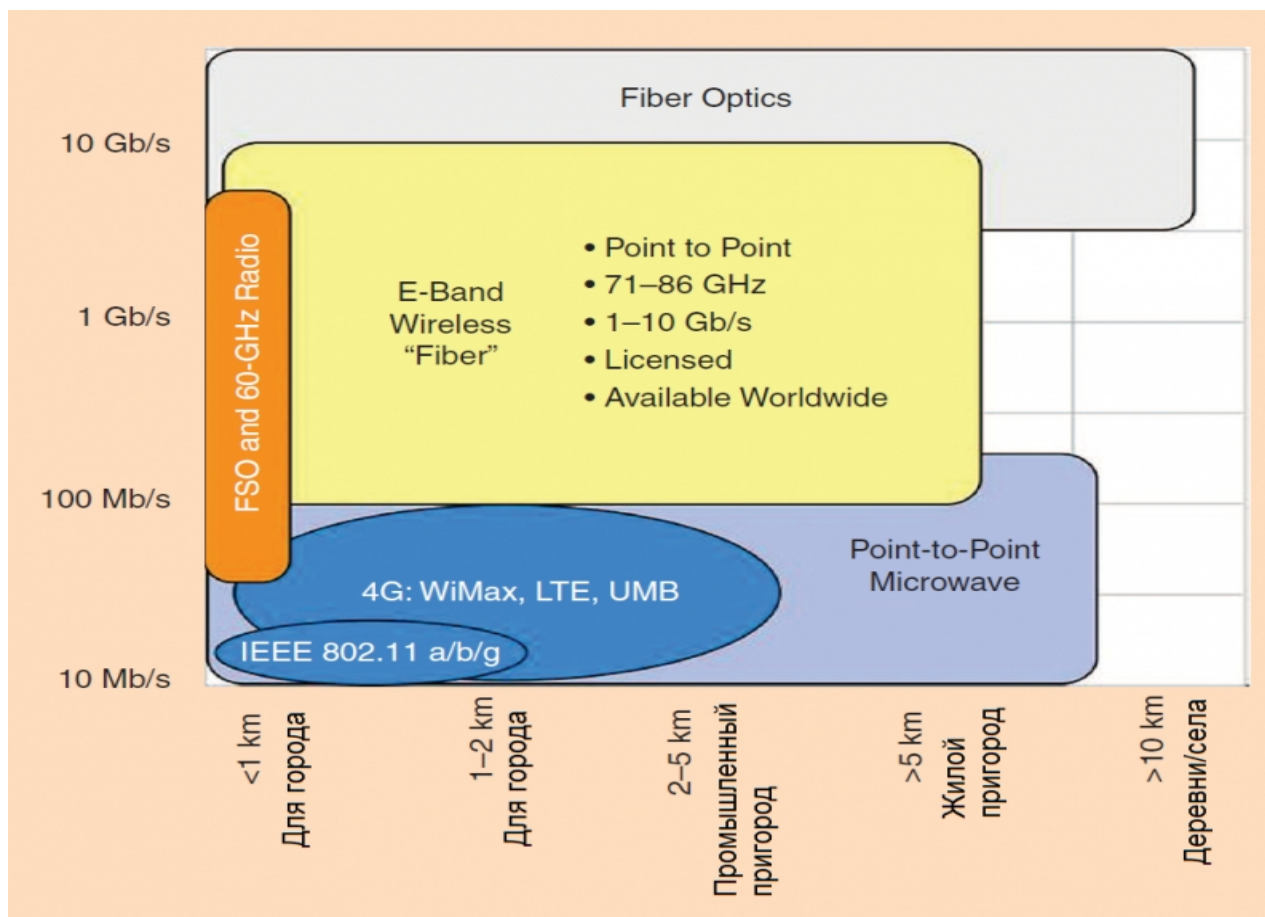 Fiber Optics
10 Gb/s
1 Gb/s
100 Mb/s
10 Mb/s
FSO and 60-GHz Radio
E-Band
Wireless
“Fiber”
• Point to Point
• 71–86 GHz
• 1–10 Gb/s
• Licensed
• Available Worldwide
Point-to-Point
Microwave
4G: WiMax, LTE, UMB
IEEE 802.11 a/b/g
<1 km
Для города
1–2 km
Для города
2–5 km
Промышленный
пригород
>5 km
Жилой
пригород
>10 km
Деревни/села